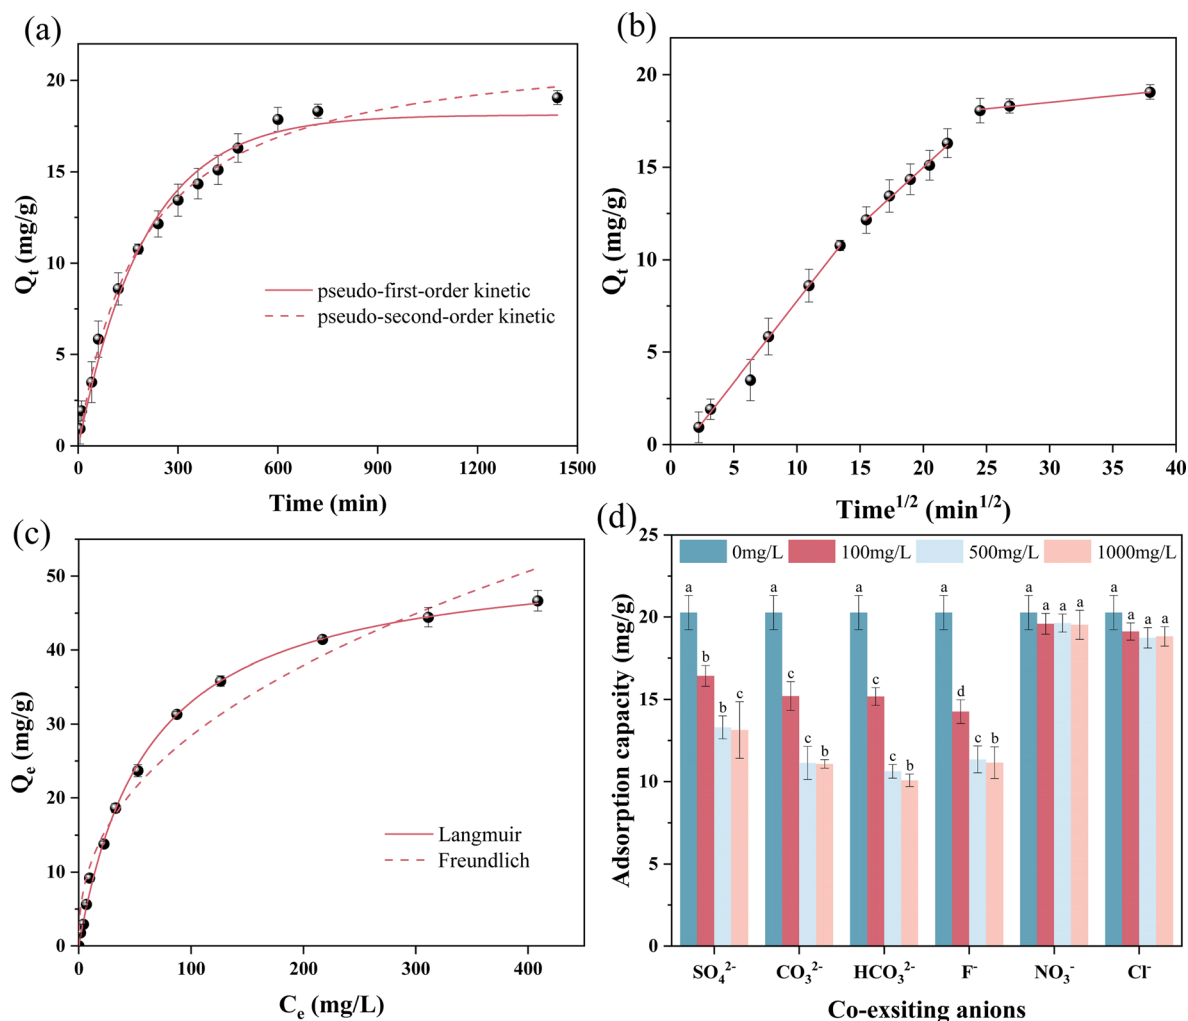 (a)
20
15
10
5
0
0 300 600 900 1200 1500
Qt (mg/g)
Time (min)
pseudo-first-order kinetic
pseudo-second-order kinetic
(b)
20
15
10
5
0
0 5 10 15 20 25 30 35 40
Qt (mg/g)
Time1/2 (min1/2)
(c)
50
40
30
20
10
0
0 100 200 300 400
Qe (mg/g)
Ce (mg/L)
Langmuir
Freundlich
(d)
25
20
15
10
5
0
Adsorption capacity (mg/g)
0mg/L 100mg/L 500mg/L 1000mg/L
a b b c
a c c b
a c c b
a d b b
a a a a
a a a a
SO42- CO32- HCO32- F- NO3- Cl-
Co-exsiting anions